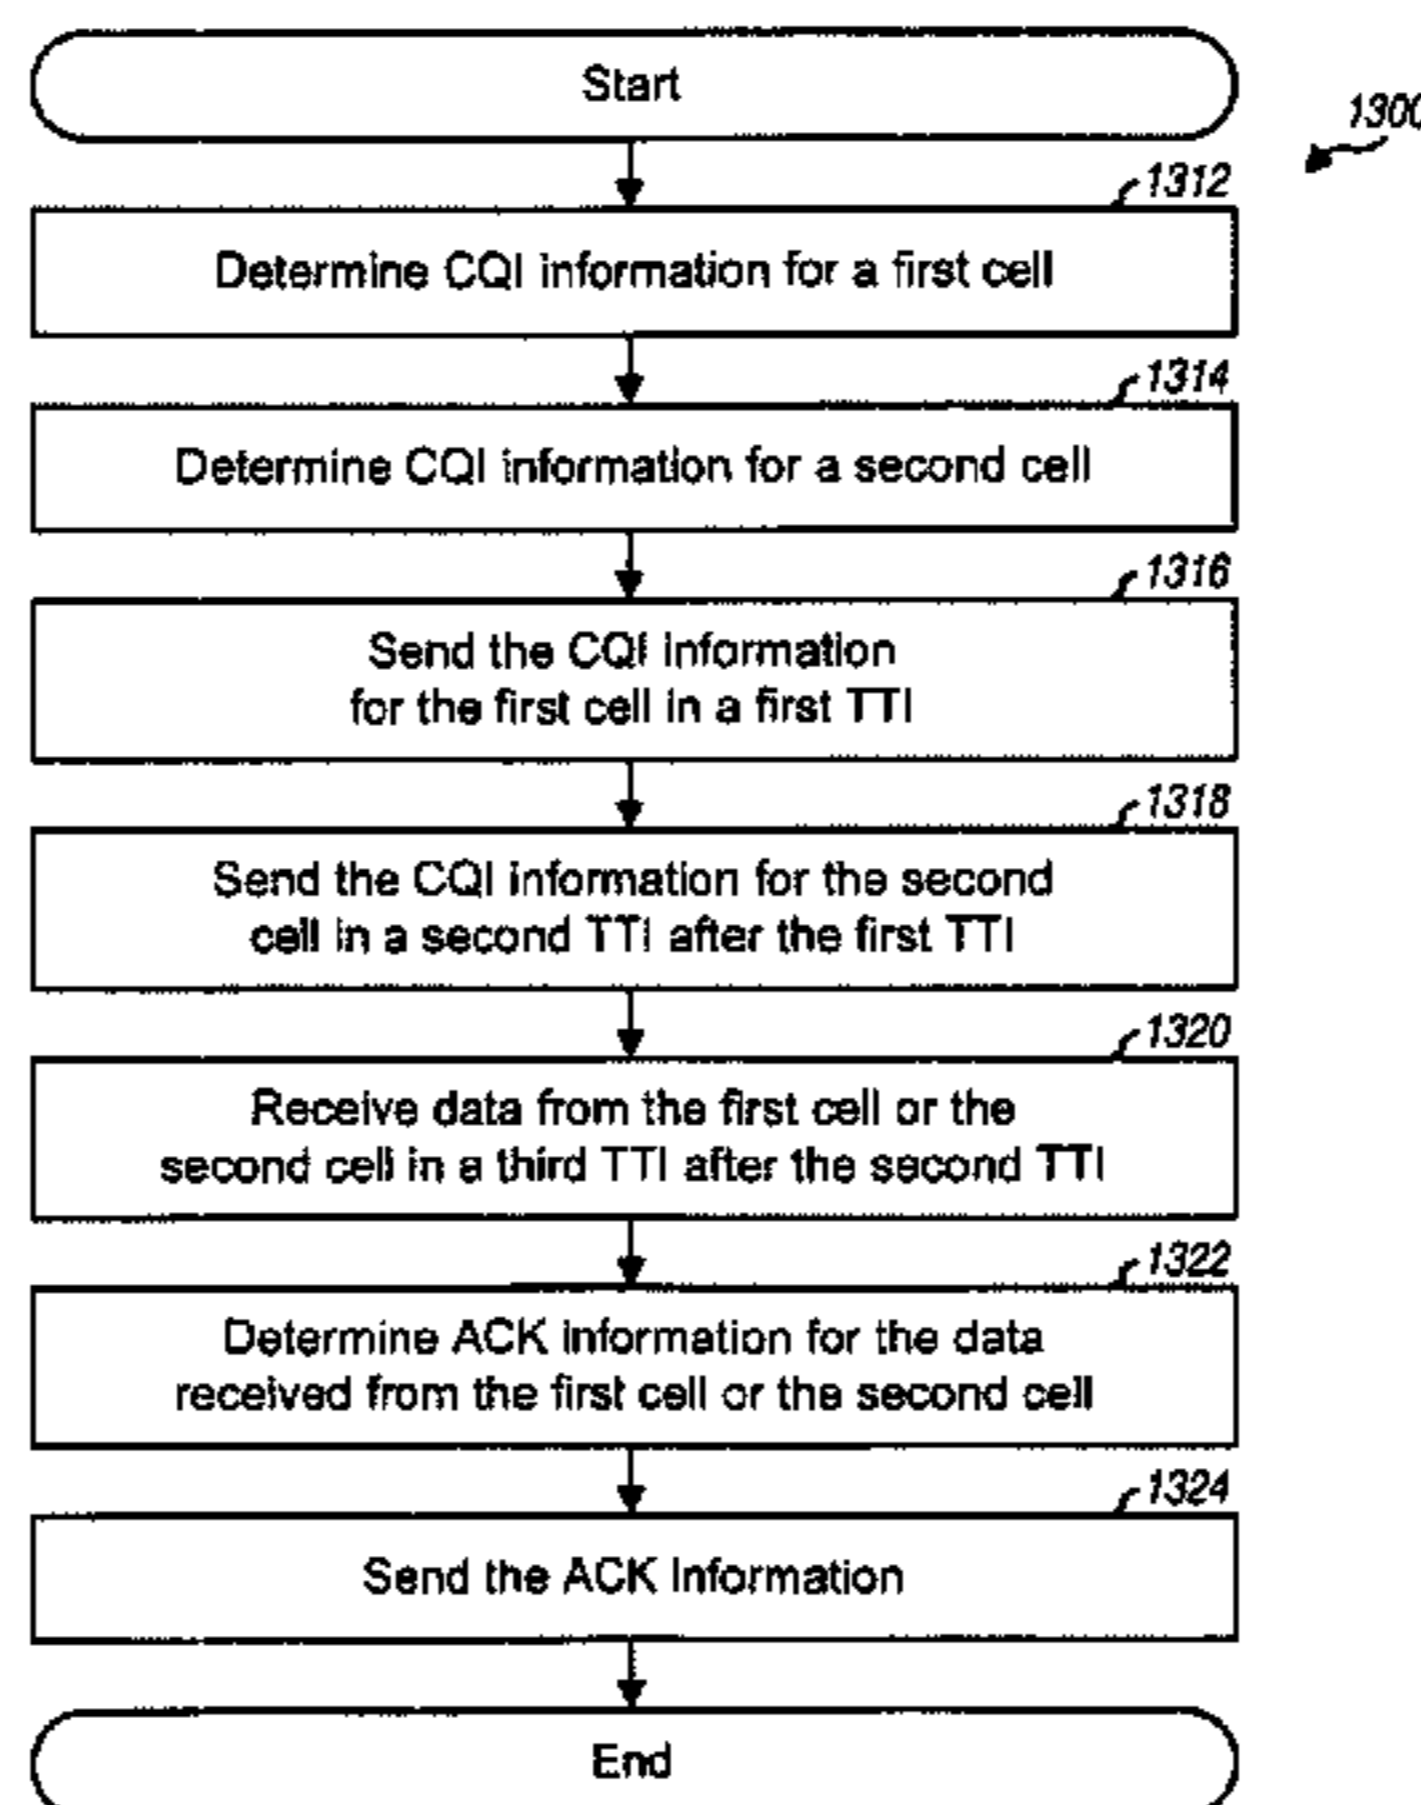 Start
1300
1312
Determine CQI information for a first cell
1314
Determine CQI information for a second cell
1316
Send the CQI information
for the first cell in a first TTI
1318
Send the CQI information for the second
cell in a second TTI after the first TTI
1320
Receive data from the first cell or the
second cell in a third TTI after the second TTI
1322
Determine ACK information for the data
received from the first cell or the second cell
1324
Send the ACK Information
End